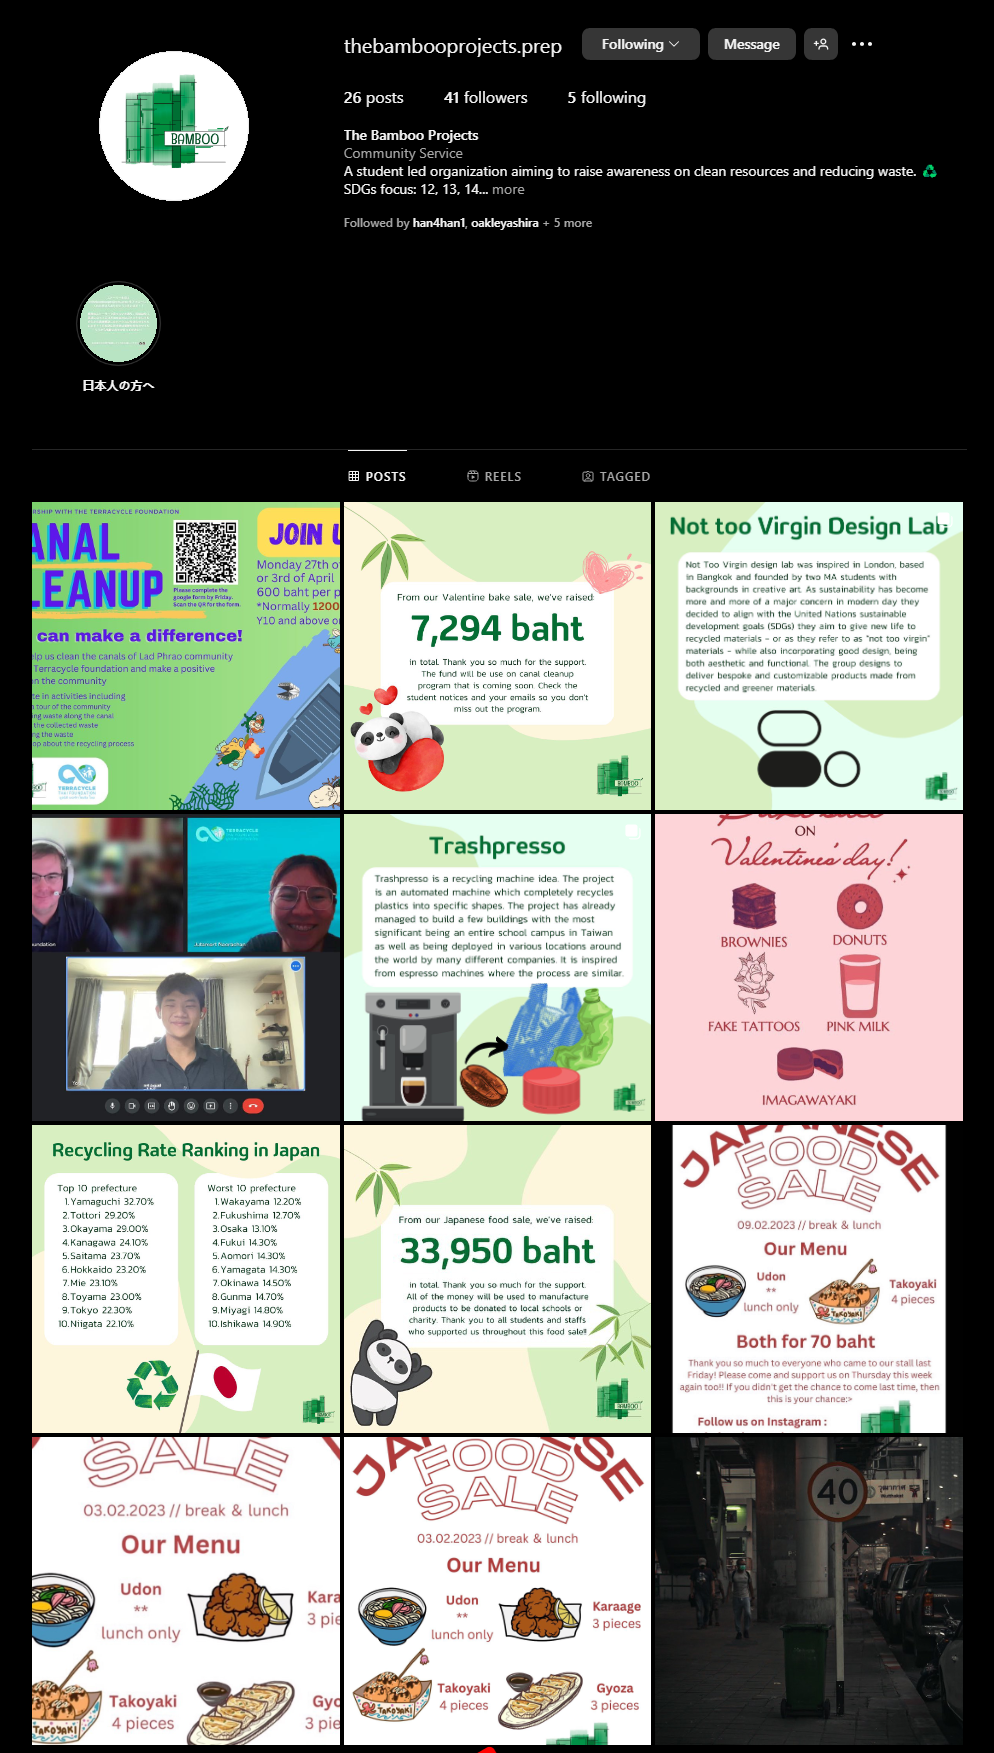 thebambooprojects.prep
Following
Message
26 posts
41 followers
5 following
The Bamboo Projects
Community Service
A student led organization aiming to raise awareness on clean resources and reducing waste.
SDGs focus: 12, 13, 14... more
Followed by han4han1, oakleyashira + 5 more
BAMBOO
日本人の方へ
POSTS
REELS
TAGGED
RSHIP WITH THE TERRACYCLE FOUNDATION
ANAL
LEANUP
Please complete the
google form by Friday.
Scan the QR for the form.
JOIN U
Monday 27th o
or 3rd of April
600 baht per p
*Normally 1200
Y10 and above o
can make a difference!
elp us clean the canals of Lad Phrao community
Terracycle foundation and make a positive
n the community
te in activities including
tour of the community
ing waste along the canal
the collected waste
ng the waste
op about the recycling process
TERRACYCLE
From our Valentine bake sale, we've raised:
7,294 baht
in total. Thank you so much for the support.
The fund will be use on canal cleanup
program that is coming soon. Check the
student notices and your emails so you don't
miss out the program.
BAMBOO
Not too Virgin Design Lab
Not Too Virgin design lab was inspired in London, based
in Bangkok and founded by two MA students with
backgrounds in creative art. As sustainability has become
more and more of a major concern in modern day they
decided to align with the United Nations sustainable
development goals (SDGs) they aim to give new life to
recycled materials - or as they refer to as "not too virgin"
materials - while also incorporating good design, being
both aesthetic and functional. The group designs to
deliver bespoke and customizable products made from
recycled and greener materials.
TERRACYCLE
oundation
Trashpresso
Trashpresso is a recycling machine idea. The project
is an automated machine which completely recycles
plastics into specific shapes. The project has already
managed to build a few buildings with the most
significant being an entire school campus in Taiwan
as well as being deployed in various locations around
the world by many different companies. It is inspired
from espresso machines where the process are similar.
ON
Valentine's day!
BROWNIES
DONUTS
FAKE TATTOOS
PINK MILK
IMAGAWAYAKI
Recycling Rate Ranking in Japan
Top 10 prefecture
1.Yamaguchi 32.70%
2.Tottori 29.20%
3.Okayama 29.00%
4.Kanagawa 24.10%
5.Saitama 23.70%
6.Hokkaido 23.20%
7.Mie 23.10%
8.Toyama 23.00%
9.Tokyo 22.30%
10.Niigata 22.10%
Worst 10 prefecture
1.Wakayama 12.20%
2.Fukushima 12.70%
3.Osaka 13.10%
4.Fukui 14.30%
5.Aomori 14.30%
6.Yamagata 14.30%
7.Okinawa 14.50%
8.Gunma 14.70%
9.Miyagi 14.80%
10.Ishikawa 14.90%
From our Japanese food sale, we've raised:
33,950 baht
in total. Thank you so much for the support.
All of the money will be used to manufacture
products to be donated to local schools or
charity. Thank you to all students and staffs
who supported us throughout this food sale!!
BAMBOO
JAPANESE
FOOD
SALE
09.02.2023 // break & lunch
Our Menu
Udon
**
lunch only
Takoyaki
4 pieces
Both for 70 baht
Thank you so much to everyone who came to our stall last
Friday! Please come and support us on Thursday this week
again too!! If you didn't get the chance to come last time, then
this is your chance:>
Follow us on Instagram :
SALE
03.02.2023 // break & lunch
Our Menu
Udon
**
lunch only
Kara
3 pie
Takoyaki
4 pieces
Gyo
3 pi
TAKOYAKI
JAPANESE
FOOD
SALE
03.02.2023 // break & lunch
Our Menu
Udon
**
lunch only
Karaage
3 pieces
Takoyaki
4 pieces
Gyoza
3 pieces
TAKOYAKI
40